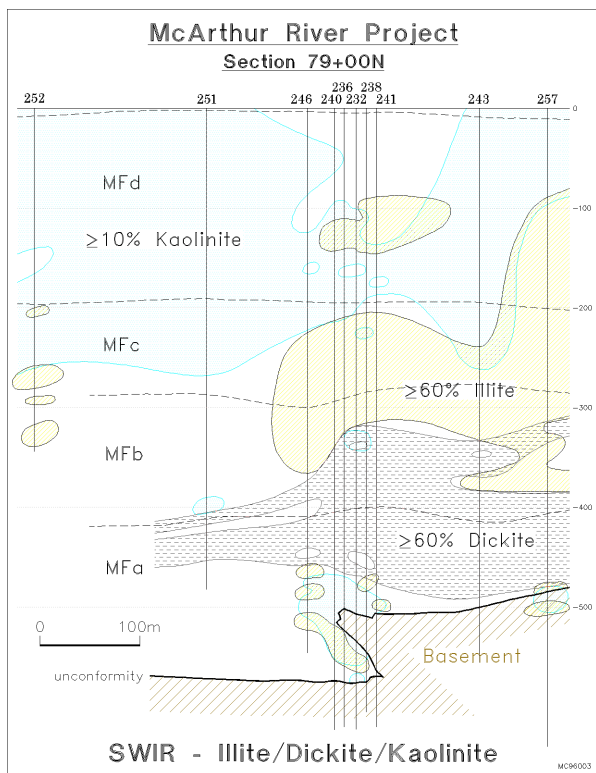 McArthur River Project
Section 79+00N
236 238
252 251 246 240 232 241 243 257
0
MFd
-100
≥10% Kaolinite
-200
MFc
≥60% Illite
-300
MFb
-400
≥60% Dickite
MFa
-500
0 100m
Basement
unconformity
SWIR - Illite/Dickite/Kaolinite
MC96003